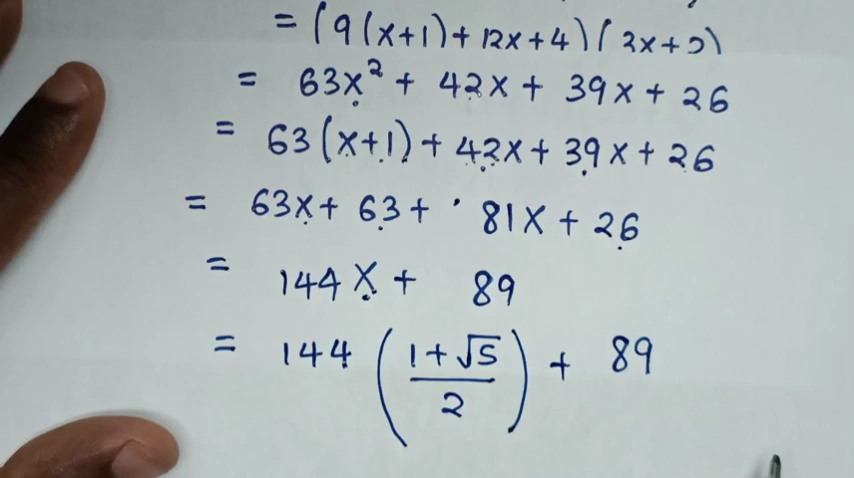 = (9(x+1)+12x+4)(3x+2)
= 63x² + 42x + 39x + 26
= 63(x+1) + 42x + 39x + 26
= 63x + 63 + 81x + 26
= 144x + 89
= 144 ( (1+√5)/2 ) + 89